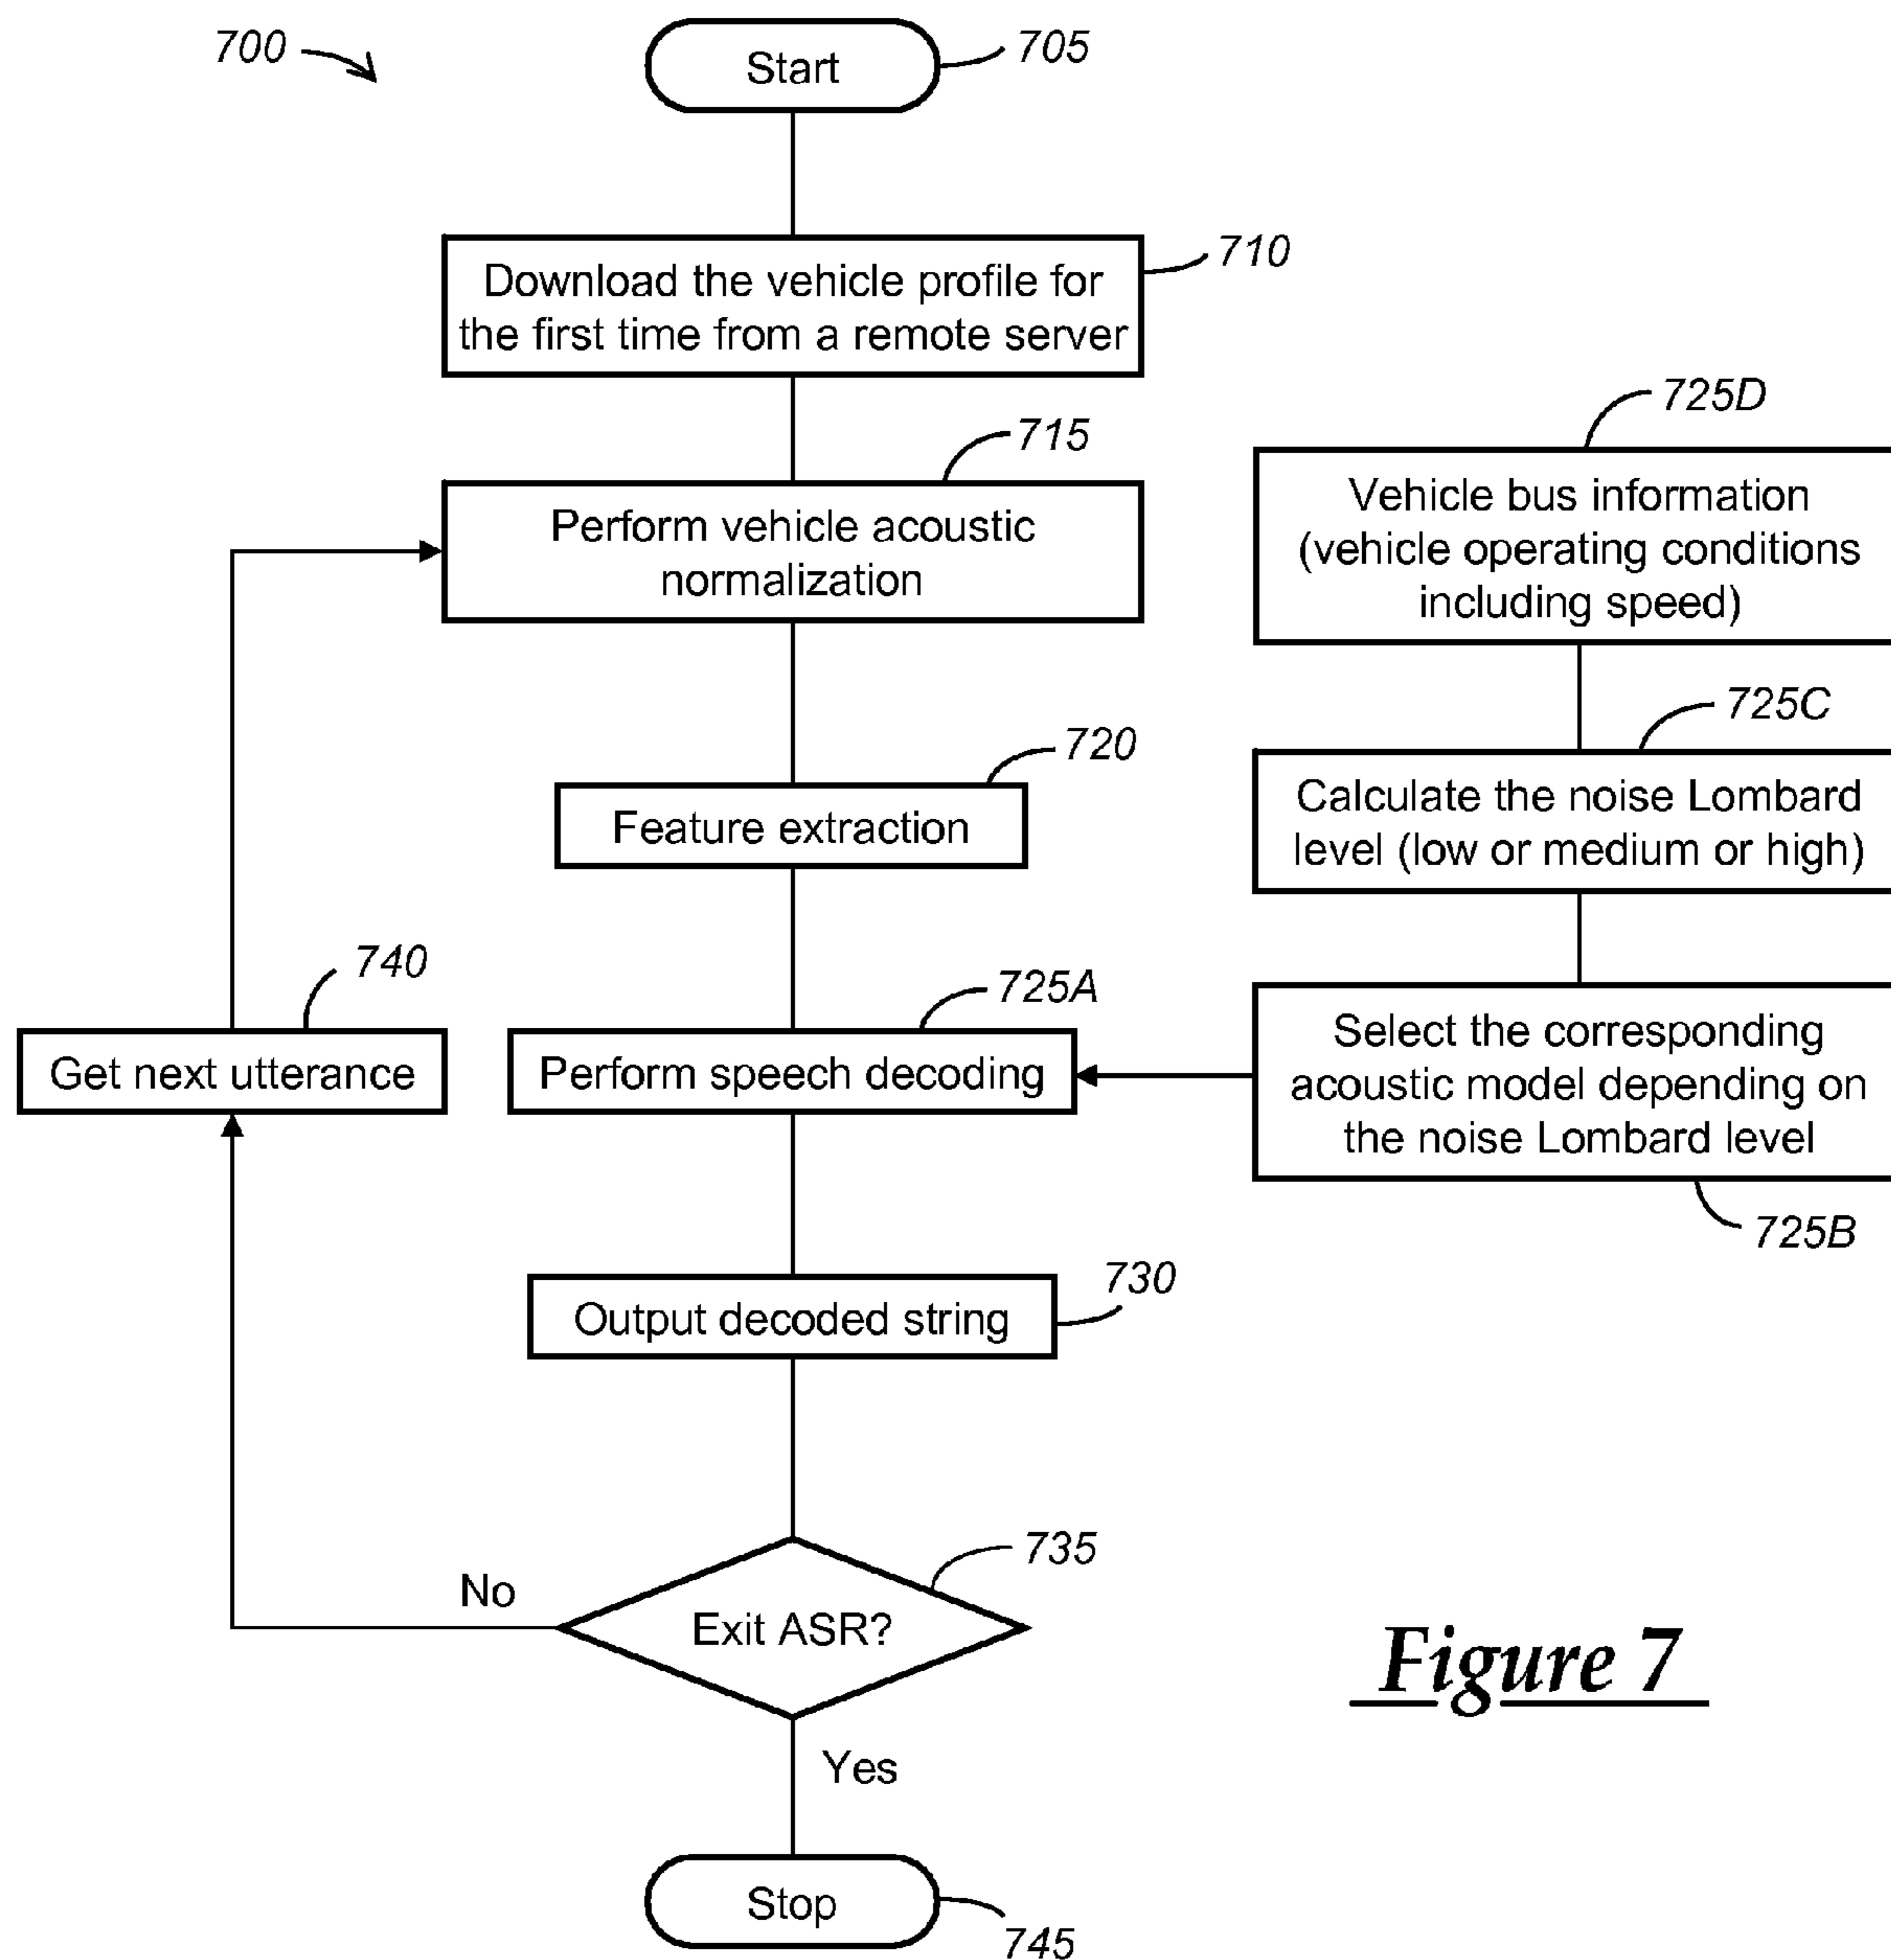 700
Start
705
Download the vehicle profile for
the first time from a remote server
710
715
Perform vehicle acoustic
normalization
725D
Vehicle bus information
(vehicle operating conditions
including speed)
720
Feature extraction
725C
Calculate the noise Lombard
level (low or medium or high)
740
Get next utterance
725A
Perform speech decoding
Select the corresponding
acoustic model depending on
the noise Lombard level
725B
730
Output decoded string
735
No
Exit ASR?
Yes
Stop
745
Figure 7